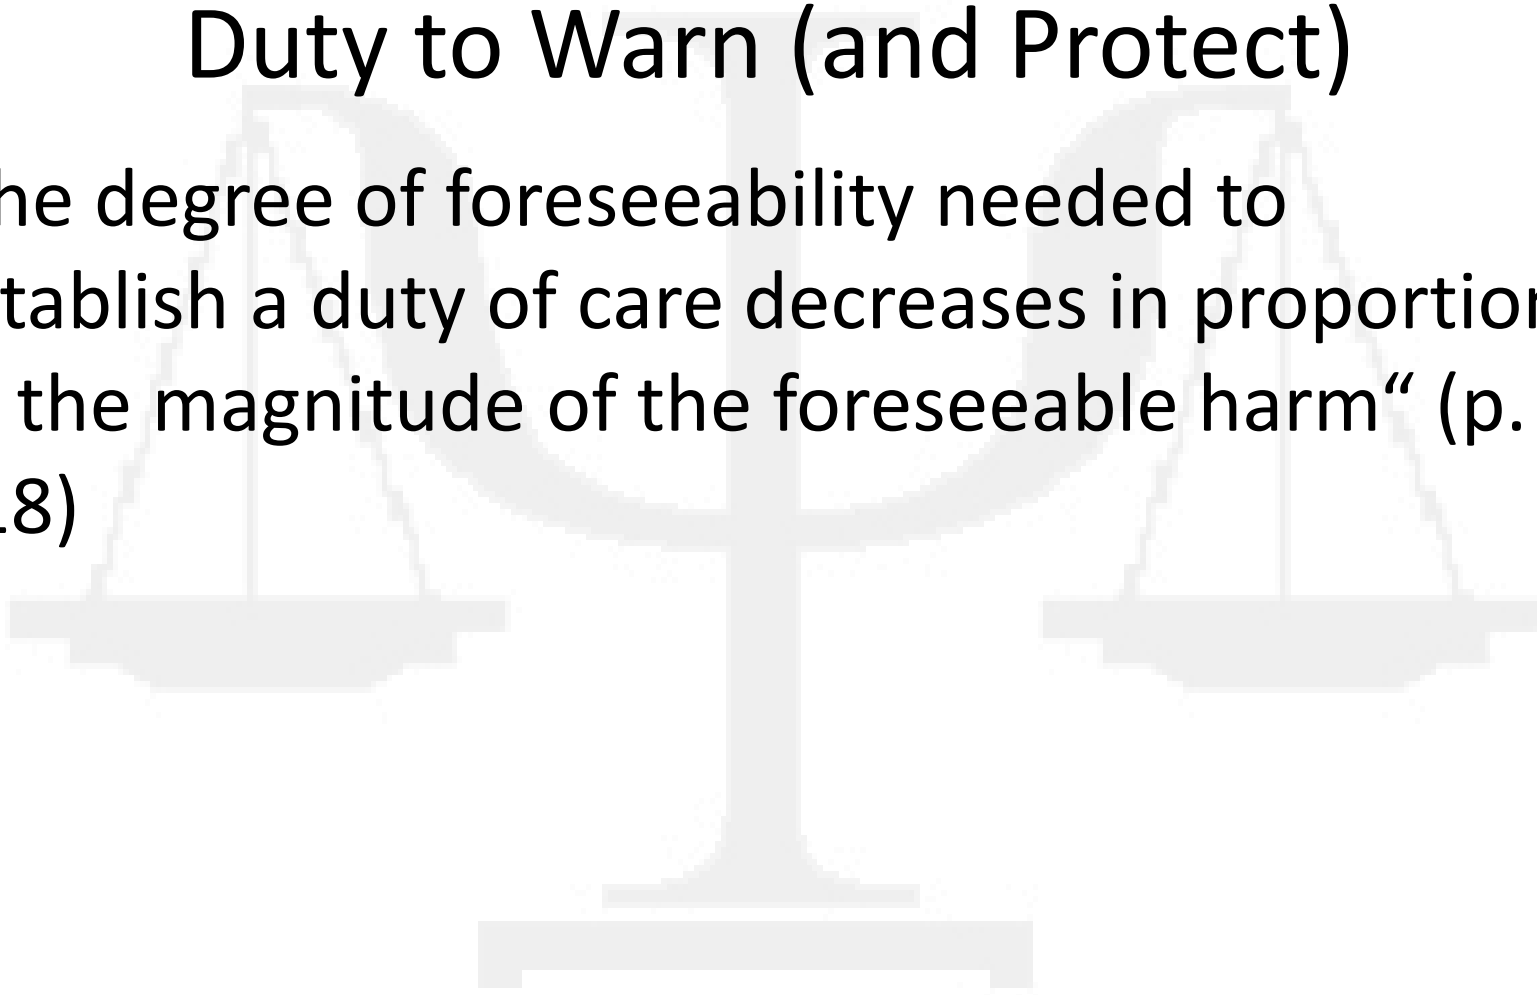 Duty to Warn (and Protect)
he degree of foreseeability needed to
tablish a duty of care decreases in proportion
the magnitude of the foreseeable harm“ (p.
18)